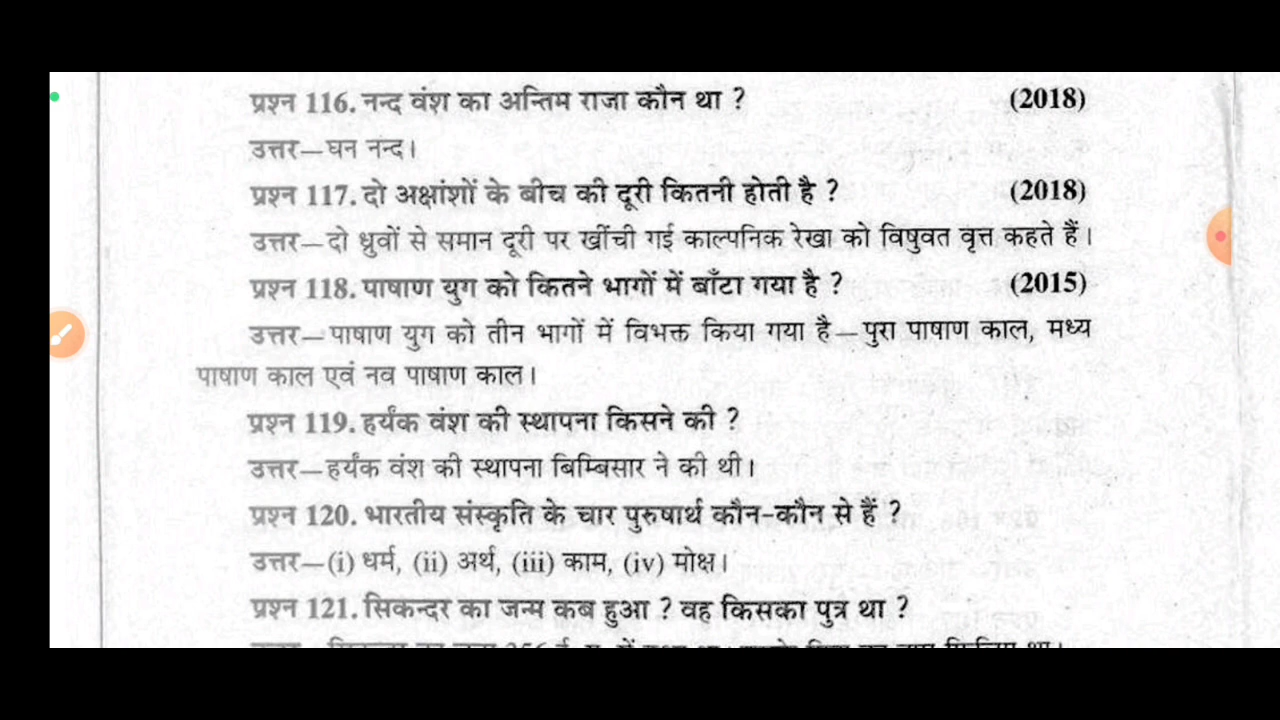 प्रश्न 116. नन्द वंश का अन्तिम राजा कौन था ? (2018)
उत्तर—घन नन्द।
प्रश्न 117. दो अक्षांशों के बीच की दूरी कितनी होती है ? (2018)
उत्तर—दो ध्रुवों से समान दूरी पर खींची गई काल्पनिक रेखा को विषुवत वृत्त कहते हैं।
प्रश्न 118. पाषाण युग को कितने भागों में बाँटा गया है ? (2015)
उत्तर—पाषाण युग को तीन भागों में विभक्त किया गया है—पुरा पाषाण काल, मध्य
पाषाण काल एवं नव पाषाण काल।
प्रश्न 119. हर्यंक वंश की स्थापना किसने की ?
उत्तर—हर्यंक वंश की स्थापना बिम्बिसार ने की थी।
प्रश्न 120. भारतीय संस्कृति के चार पुरुषार्थ कौन-कौन से हैं ?
उत्तर—(i) धर्म, (ii) अर्थ, (iii) काम, (iv) मोक्ष।
प्रश्न 121. सिकन्दर का जन्म कब हुआ ? वह किसका पुत्र था ?